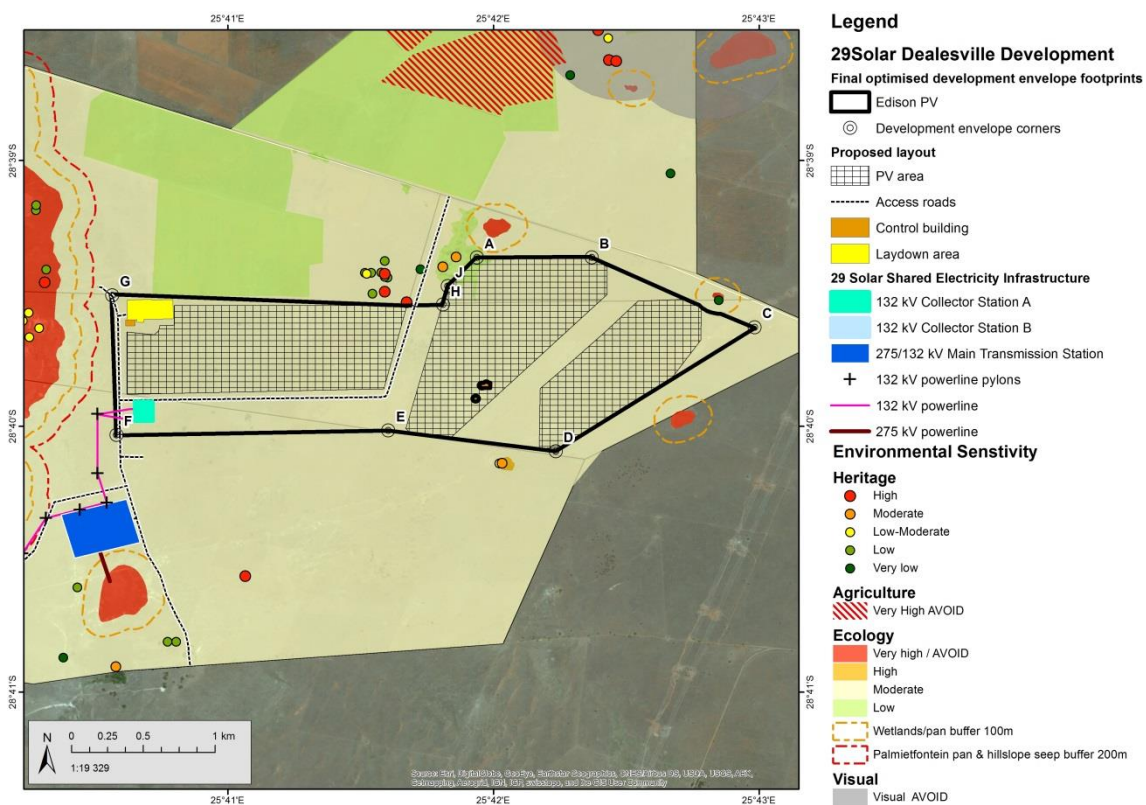 25°41'E
25°42'E
25°43'E
28°39'S
28°39'S
28°40'S
28°40'S
28°41'S
28°41'S
A
B
G
J
H
C
F
E
D
N
0 0.25 0.5 1 km
1:19 329
25°41'E
25°42'E
25°43'E
Legend
29Solar Dealesville Development
Final optimised development envelope footprints
Edison PV
Development envelope corners
Proposed layout
PV area
Access roads
Control building
Laydown area
29 Solar Shared Electricity Infrastructure
132 kV Collector Station A
132 kV Collector Station B
275/132 kV Main Transmission Station
132 kV powerline pylons
132 kV powerline
275 kV powerline
Environmental Senstivity
Heritage
High
Moderate
Low-Moderate
Low
Very low
Agriculture
Very High AVOID
Ecology
Very high / AVOID
High
Moderate
Low
Wetlands/pan buffer 100m
Palmietfontein pan & hillslope seep buffer 200m
Visual
Visual AVOID